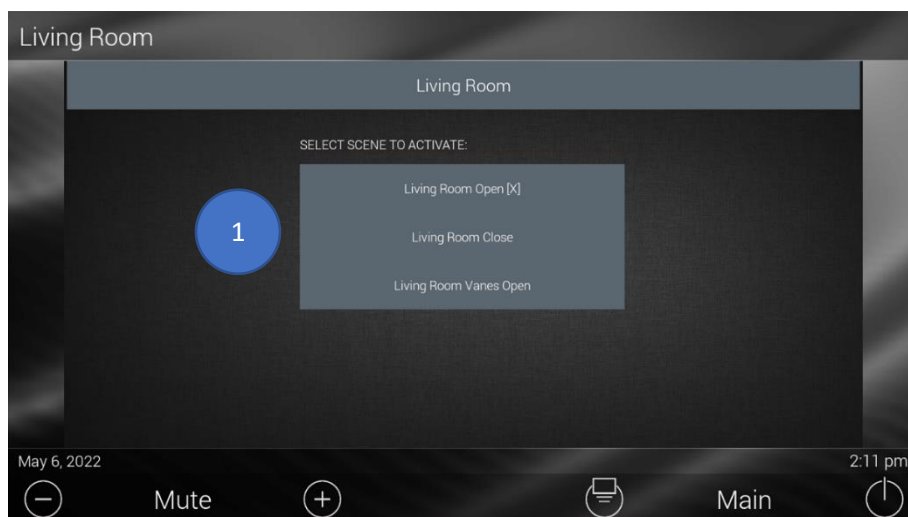 Living Room
Living Room
SELECT SCENE TO ACTIVATE:
Living Room Open [X]
1
Living Room Close
Living Room Vanes Open
May 6, 2022
2:11 pm
Mute
Main